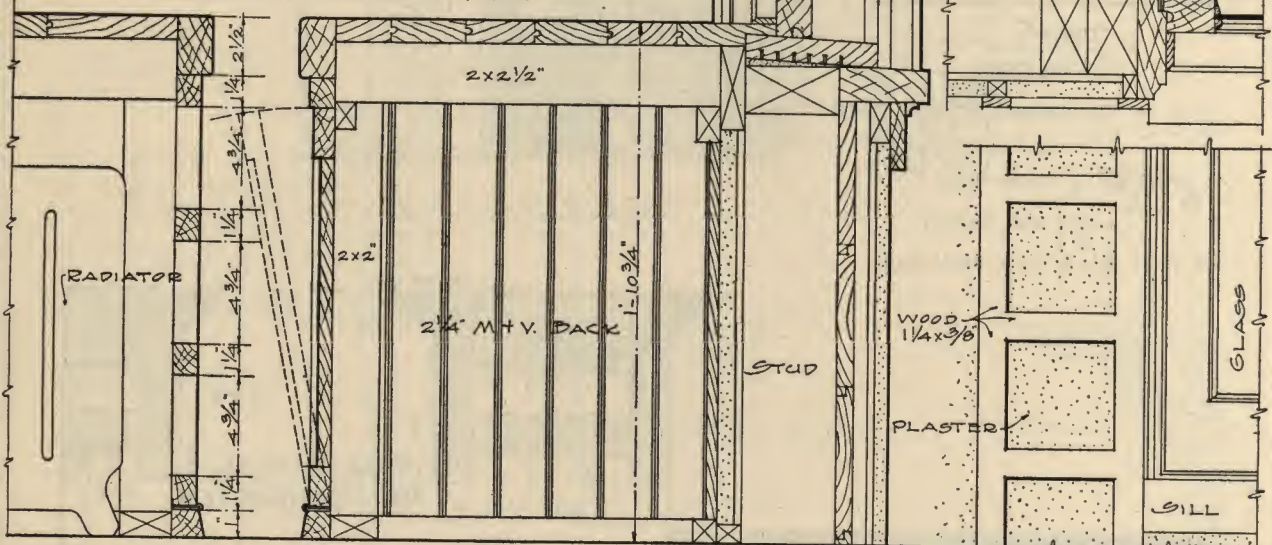 2½"
1¼
4¾"
1¼
4¾"
1¼
4¾"
1¼"
1"
RADIATOR
2x2½"
2x2"
2¼" M + V. BACK
1-10¾"
STUD
WOOD
1¼x⅜"
PLASTER
GLASS
SILL